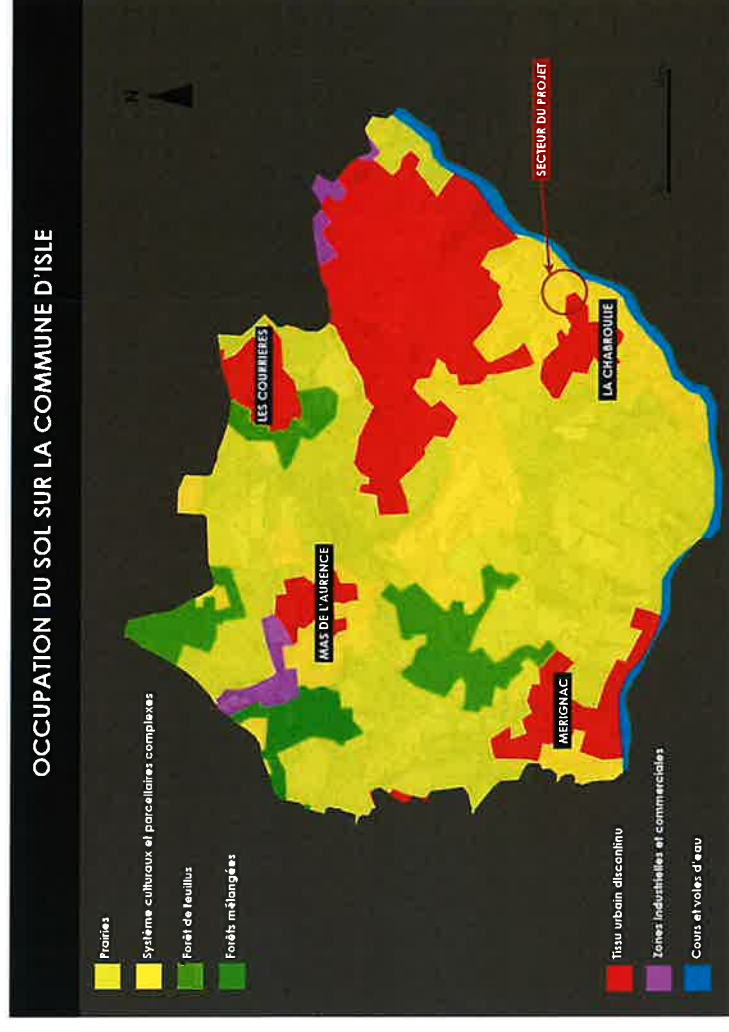 OCCUPATION DU SOL SUR LA COMMUNE D'ISLE
N
Prairies
Système culturaux et parcellaires complexes
Forêt de feuillus
Forêts mélangées
LES COURRIERES
MAS DE L'AURENCE
MERIGNAC
LA CHABROULIE
SECTEUR DU PROJET
Tissu urbain discontinu
Zones industrielles et commerciales
Cours et voies d'eau